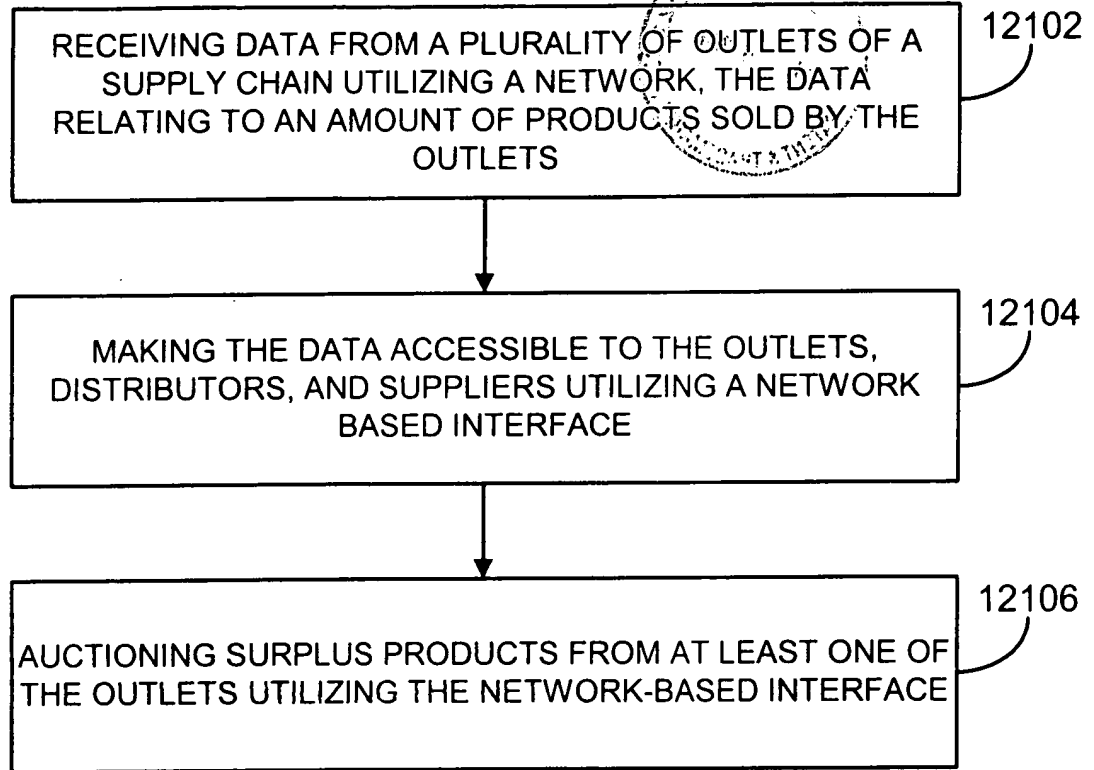 RECEIVING DATA FROM A PLURALITY OF OUTLETS OF A
SUPPLY CHAIN UTILIZING A NETWORK, THE DATA
RELATING TO AN AMOUNT OF PRODUCTS SOLD BY THE
OUTLETS
12102
MAKING THE DATA ACCESSIBLE TO THE OUTLETS,
DISTRIBUTORS, AND SUPPLIERS UTILIZING A NETWORK
BASED INTERFACE
12104
AUCTIONING SURPLUS PRODUCTS FROM AT LEAST ONE OF
THE OUTLETS UTILIZING THE NETWORK-BASED INTERFACE
12106